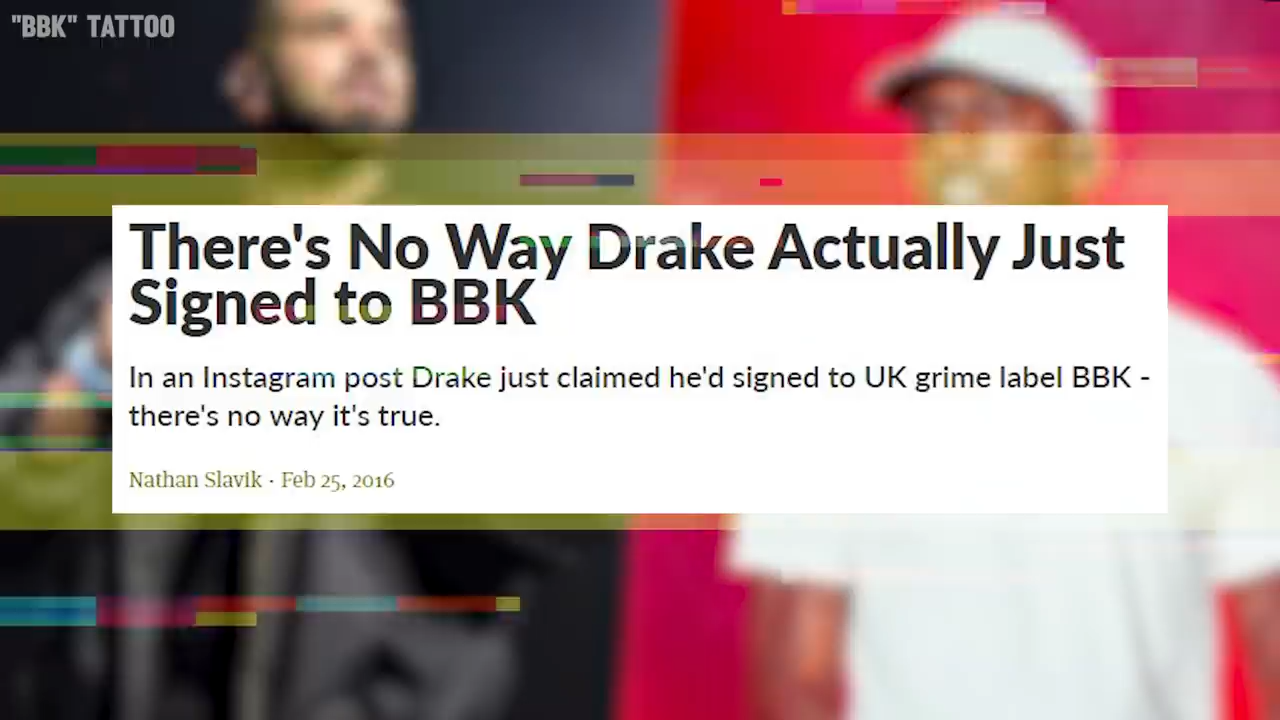 "BBK" TATTOO
There's No Way Drake Actually Just
Signed to BBK
In an Instagram post Drake just claimed he'd signed to UK grime label BBK -
there's no way it's true.
Nathan Slavik · Feb 25, 2016